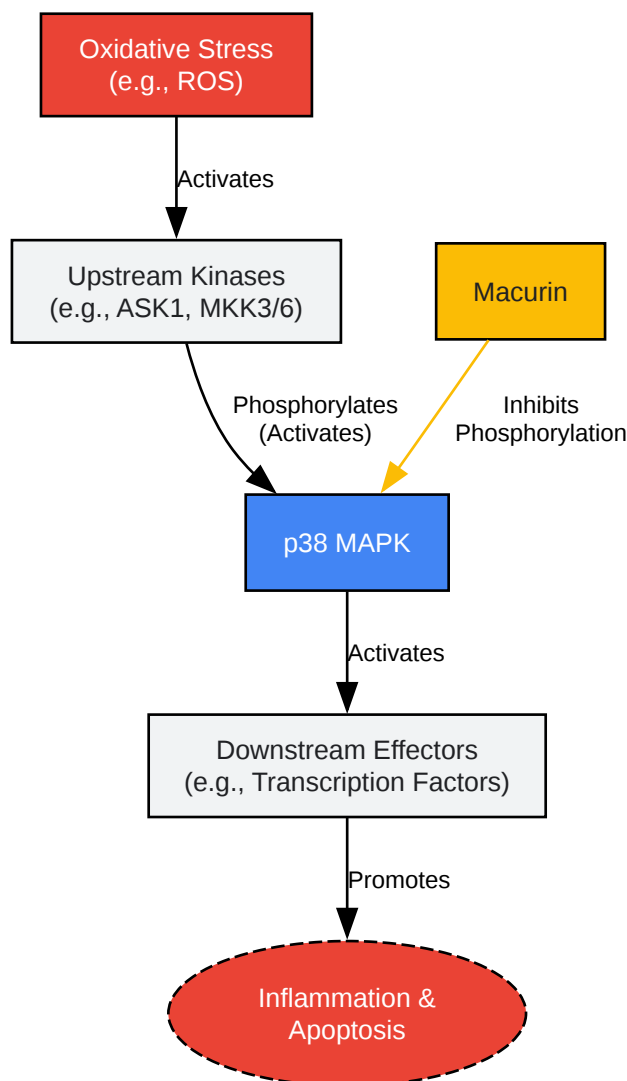 Oxidative Stress
(e.g., ROS)
Activates
Upstream Kinases
(e.g., ASK1, MKK3/6)
Macurin
Phosphorylates
(Activates)
Inhibits
Phosphorylation
p38 MAPK
Activates
Downstream Effectors
(e.g., Transcription Factors)
Promotes
Inflammation &
Apoptosis